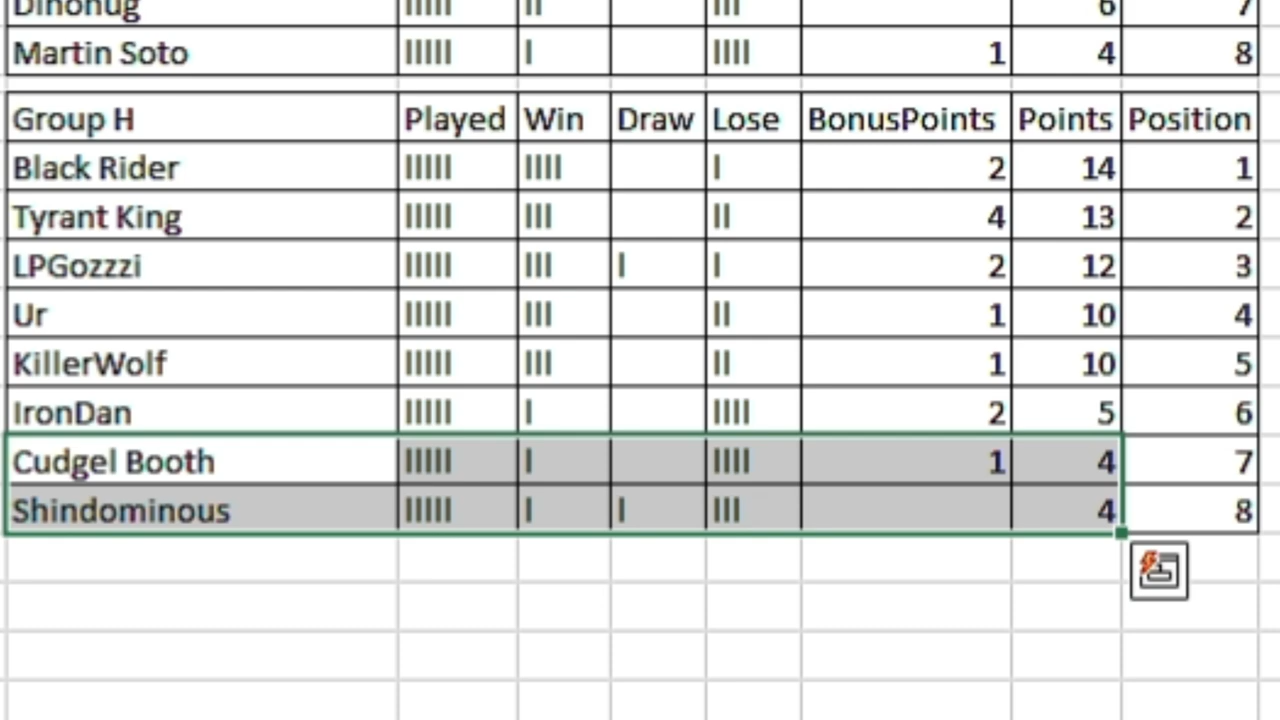 Dinohug IIIII II III 6 7
Martin Soto IIIII I IIII 1 4 8
Group H Played Win Draw Lose BonusPoints Points Position
Black Rider IIIII IIII I 2 14 1
Tyrant King IIIII III II 4 13 2
LPGozzzi IIIII III I I 2 12 3
Ur IIIII III II 1 10 4
KillerWolf IIIII III II 1 10 5
IronDan IIIII I IIII 2 5 6
Cudgel Booth IIIII I IIII 1 4 7
Shindominous IIIII I I III 4 8